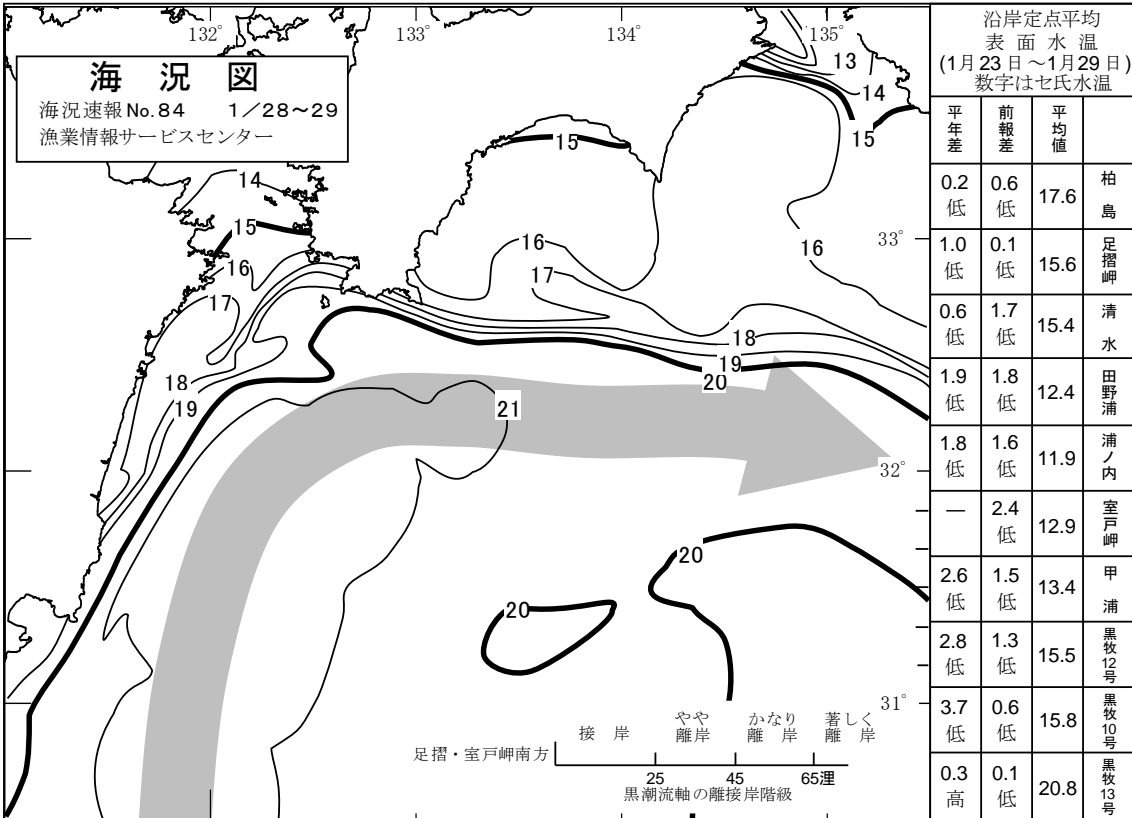 132°
133°
134°
135°
海 況 図
海況速報No.84 1／28～29
漁業情報サービスセンター
13
14
15
15
14
15
16
17
16
17
16
33°
18
19
20
18
19
21
32°
20
20
31°
接 岸
やや
離岸
かなり
離 岸
著しく
離 岸
足摺・室戸岬南方
25 45 65浬
黒潮流軸の離接岸階級
沿岸定点平均
表 面 水 温
(1月23日～1月29日)
数字はセ氏水温
平年差 前報差 平均値
0.2低 0.6低 17.6 柏島
1.0低 0.1低 15.6 足摺岬
0.6低 1.7低 15.4 清水
1.9低 1.8低 12.4 田野浦
1.8低 1.6低 11.9 浦ノ内
— 2.4低 12.9 室戸岬
2.6低 1.5低 13.4 甲浦
2.8低 1.3低 15.5 黒牧12号
3.7低 0.6低 15.8 黒牧10号
0.3高 0.1低 20.8 黒牧13号